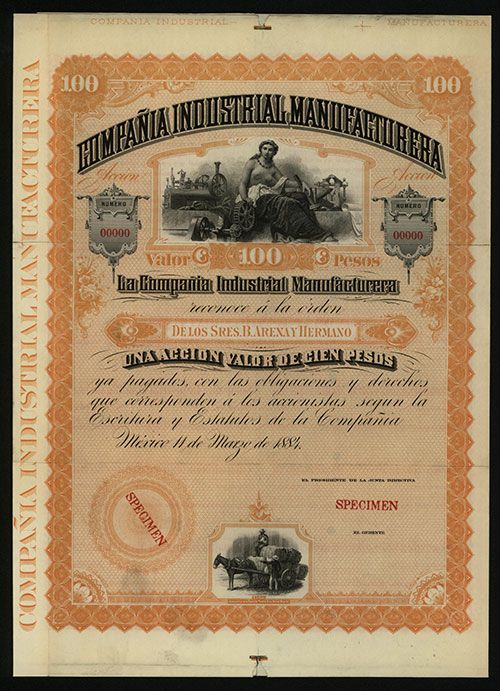 COMPAÑIA INDUSTRIAL
MANUFACTURERA
COMPAÑIA INDUSTRIAL MANUFACTURERA
100
100
COMPAÑIA INDUSTRIAL MANUFACTURERA
Accion
Accion
NUMERO
00000
NUMERO
00000
Valor 100 Pesos
La Compañia Industrial Manufacturera
reconoce á la órden
DE LOS SRES. B. ARENA Y HERMANO
UNA ACCION VALOR DE CIEN PESOS
ya pagados, con las obligaciones y derechos
que corresponden á los accionistas segun la
Escritura y Estatutos de la Compañia
México 11 de Marzo de 1884.
EL PRESIDENTE DE LA JUNTA DIRECTIVA
SPECIMEN
SPECIMEN
EL GERENTE